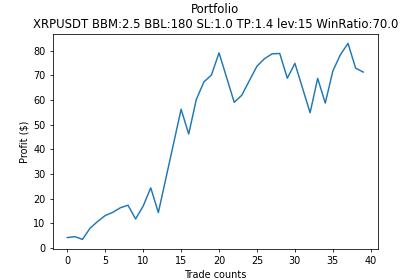 Portfolio
XRPUSDT BBM:2.5 BBL:180 SL:1.0 TP:1.4 lev:15 WinRatio:70.0
Profit ($)
80
70
60
50
40
30
20
10
0
0 5 10 15 20 25 30 35 40
Trade counts